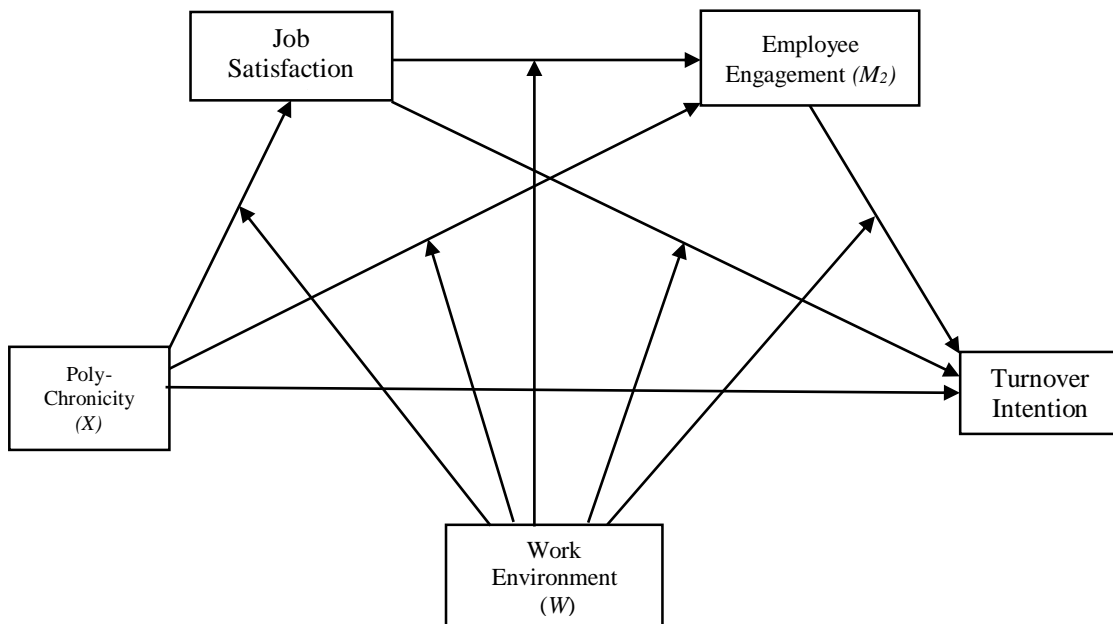 Job
Satisfaction
Employee
Engagement (M2)
Poly-
Chronicity
(X)
Turnover
Intention
Work
Environment
(W)